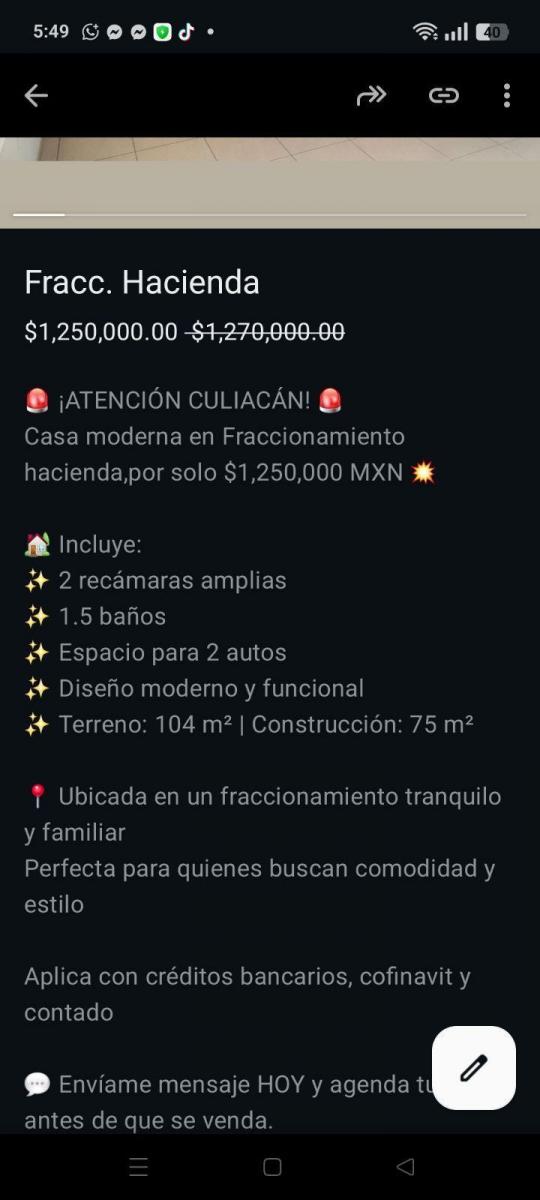 5:49
40
Fracc. Hacienda
$1,250,000.00 $1,270,000.00
🚨 ¡ATENCIÓN CULIACÁN! 🚨
Casa moderna en Fraccionamiento
hacienda,por solo $1,250,000 MXN 💥
🏡 Incluye:
✨ 2 recámaras amplias
✨ 1.5 baños
✨ Espacio para 2 autos
✨ Diseño moderno y funcional
✨ Terreno: 104 m² | Construcción: 75 m²
📍 Ubicada en un fraccionamiento tranquilo
y familiar
Perfecta para quienes buscan comodidad y
estilo
Aplica con créditos bancarios, cofinavit y
contado
💬 Envíame mensaje HOY y agenda tu
antes de que se venda.